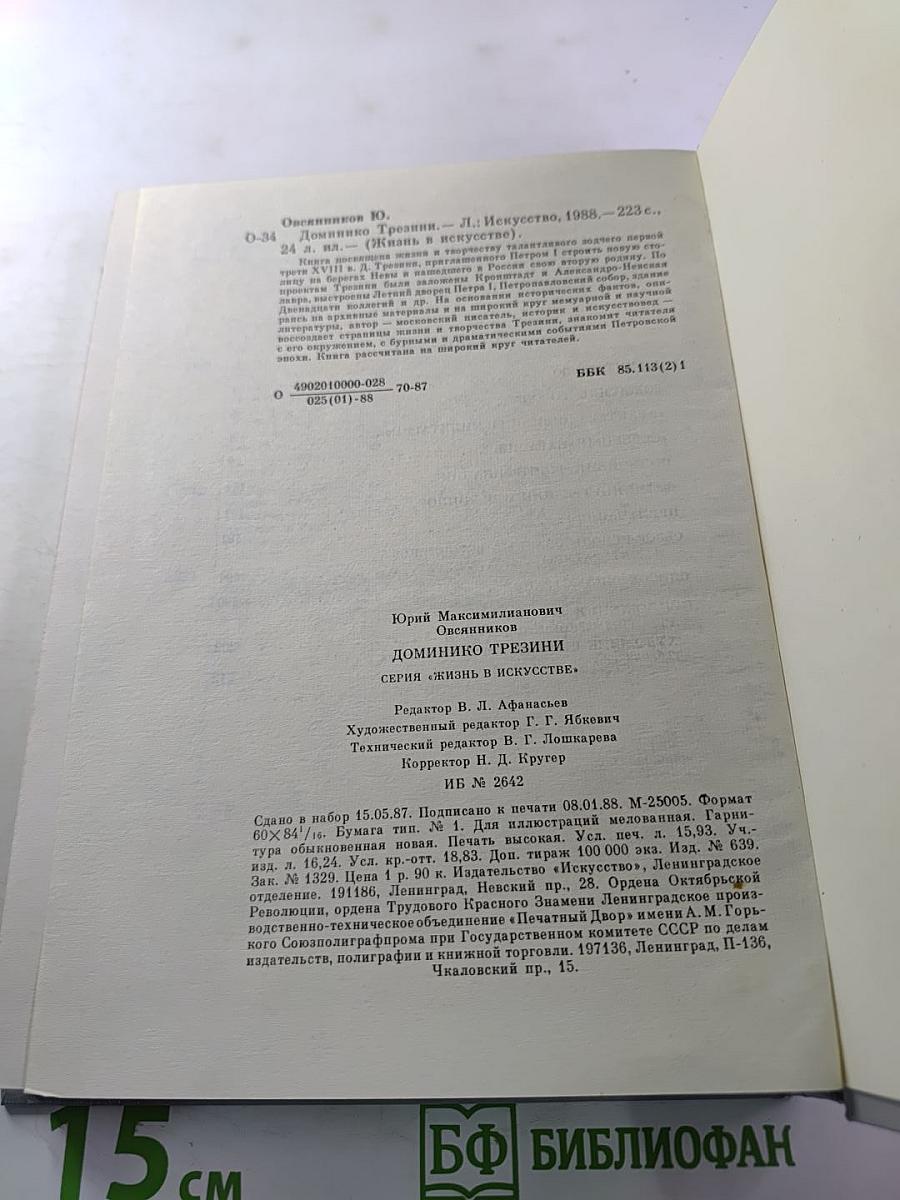 Овсянников Ю.
О-34 Доминико Трезини.— Л.: Искусство, 1988.—223 с.,
24 л. ил.— (Жизнь в искусстве).
Книга посвящена жизни и творчеству талантливого зодчего первой
трети XVIII в. Д. Трезини, приглашенного Петром I строить новую сто-
лицу на берегах Невы и нашедшего в России свою вторую родину. По
проектам Трезини были заложены Кронштадт и Александро-Невская
лавра, выстроены Летний дворец Петра I, Петропавловский собор, здание
Двенадцати коллегий и др. На основании исторических фактов, опи-
раясь на архивные материалы и на широкий круг мемуарной и научной
литературы, автор — московский писатель, историк и искусствовед —
воссоздает страницы жизни и творчества Трезини, знакомит читателя
с его окружением, с бурными и драматическими событиями Петровской
эпохи. Книга рассчитана на широкий круг читателей.
О 4902010000-028 70-87
025(01)-88
ББК 85.113(2)1
Юрий Максимилианович
Овсянников
ДОМИНИКО ТРЕЗИНИ
СЕРИЯ «ЖИЗНЬ В ИСКУССТВЕ»
Редактор В. Л. Афанасьев
Художественный редактор Г. Г. Ябкевич
Технический редактор В. Г. Лошкарева
Корректор Н. Д. Кругер
ИБ № 2642
Сдано в набор 15.05.87. Подписано к печати 08.01.88. М-25005. Формат
60×84¹/₁₆. Бумага тип. № 1. Для иллюстраций мелованная. Гарни-
тура обыкновенная новая. Печать высокая. Усл. печ. л. 15,93. Уч.-
изд. л. 16,24. Усл. кр.-отт. 18,83. Доп. тираж 100 000 экз. Изд. № 639.
Зак. № 1329. Цена 1 р. 90 к. Издательство «Искусство», Ленинградское
отделение. 191186, Ленинград, Невский пр., 28. Ордена Октябрьской
Революции, ордена Трудового Красного Знамени Ленинградское произ-
водственно-техническое объединение «Печатный Двор» имени А. М. Горь-
кого Союзполиграфпрома при Государственном комитете СССР по делам
издательств, полиграфии и книжной торговли. 197136, Ленинград, П-136,
Чкаловский пр., 15.
15 см
БФ БИБЛИОФАН